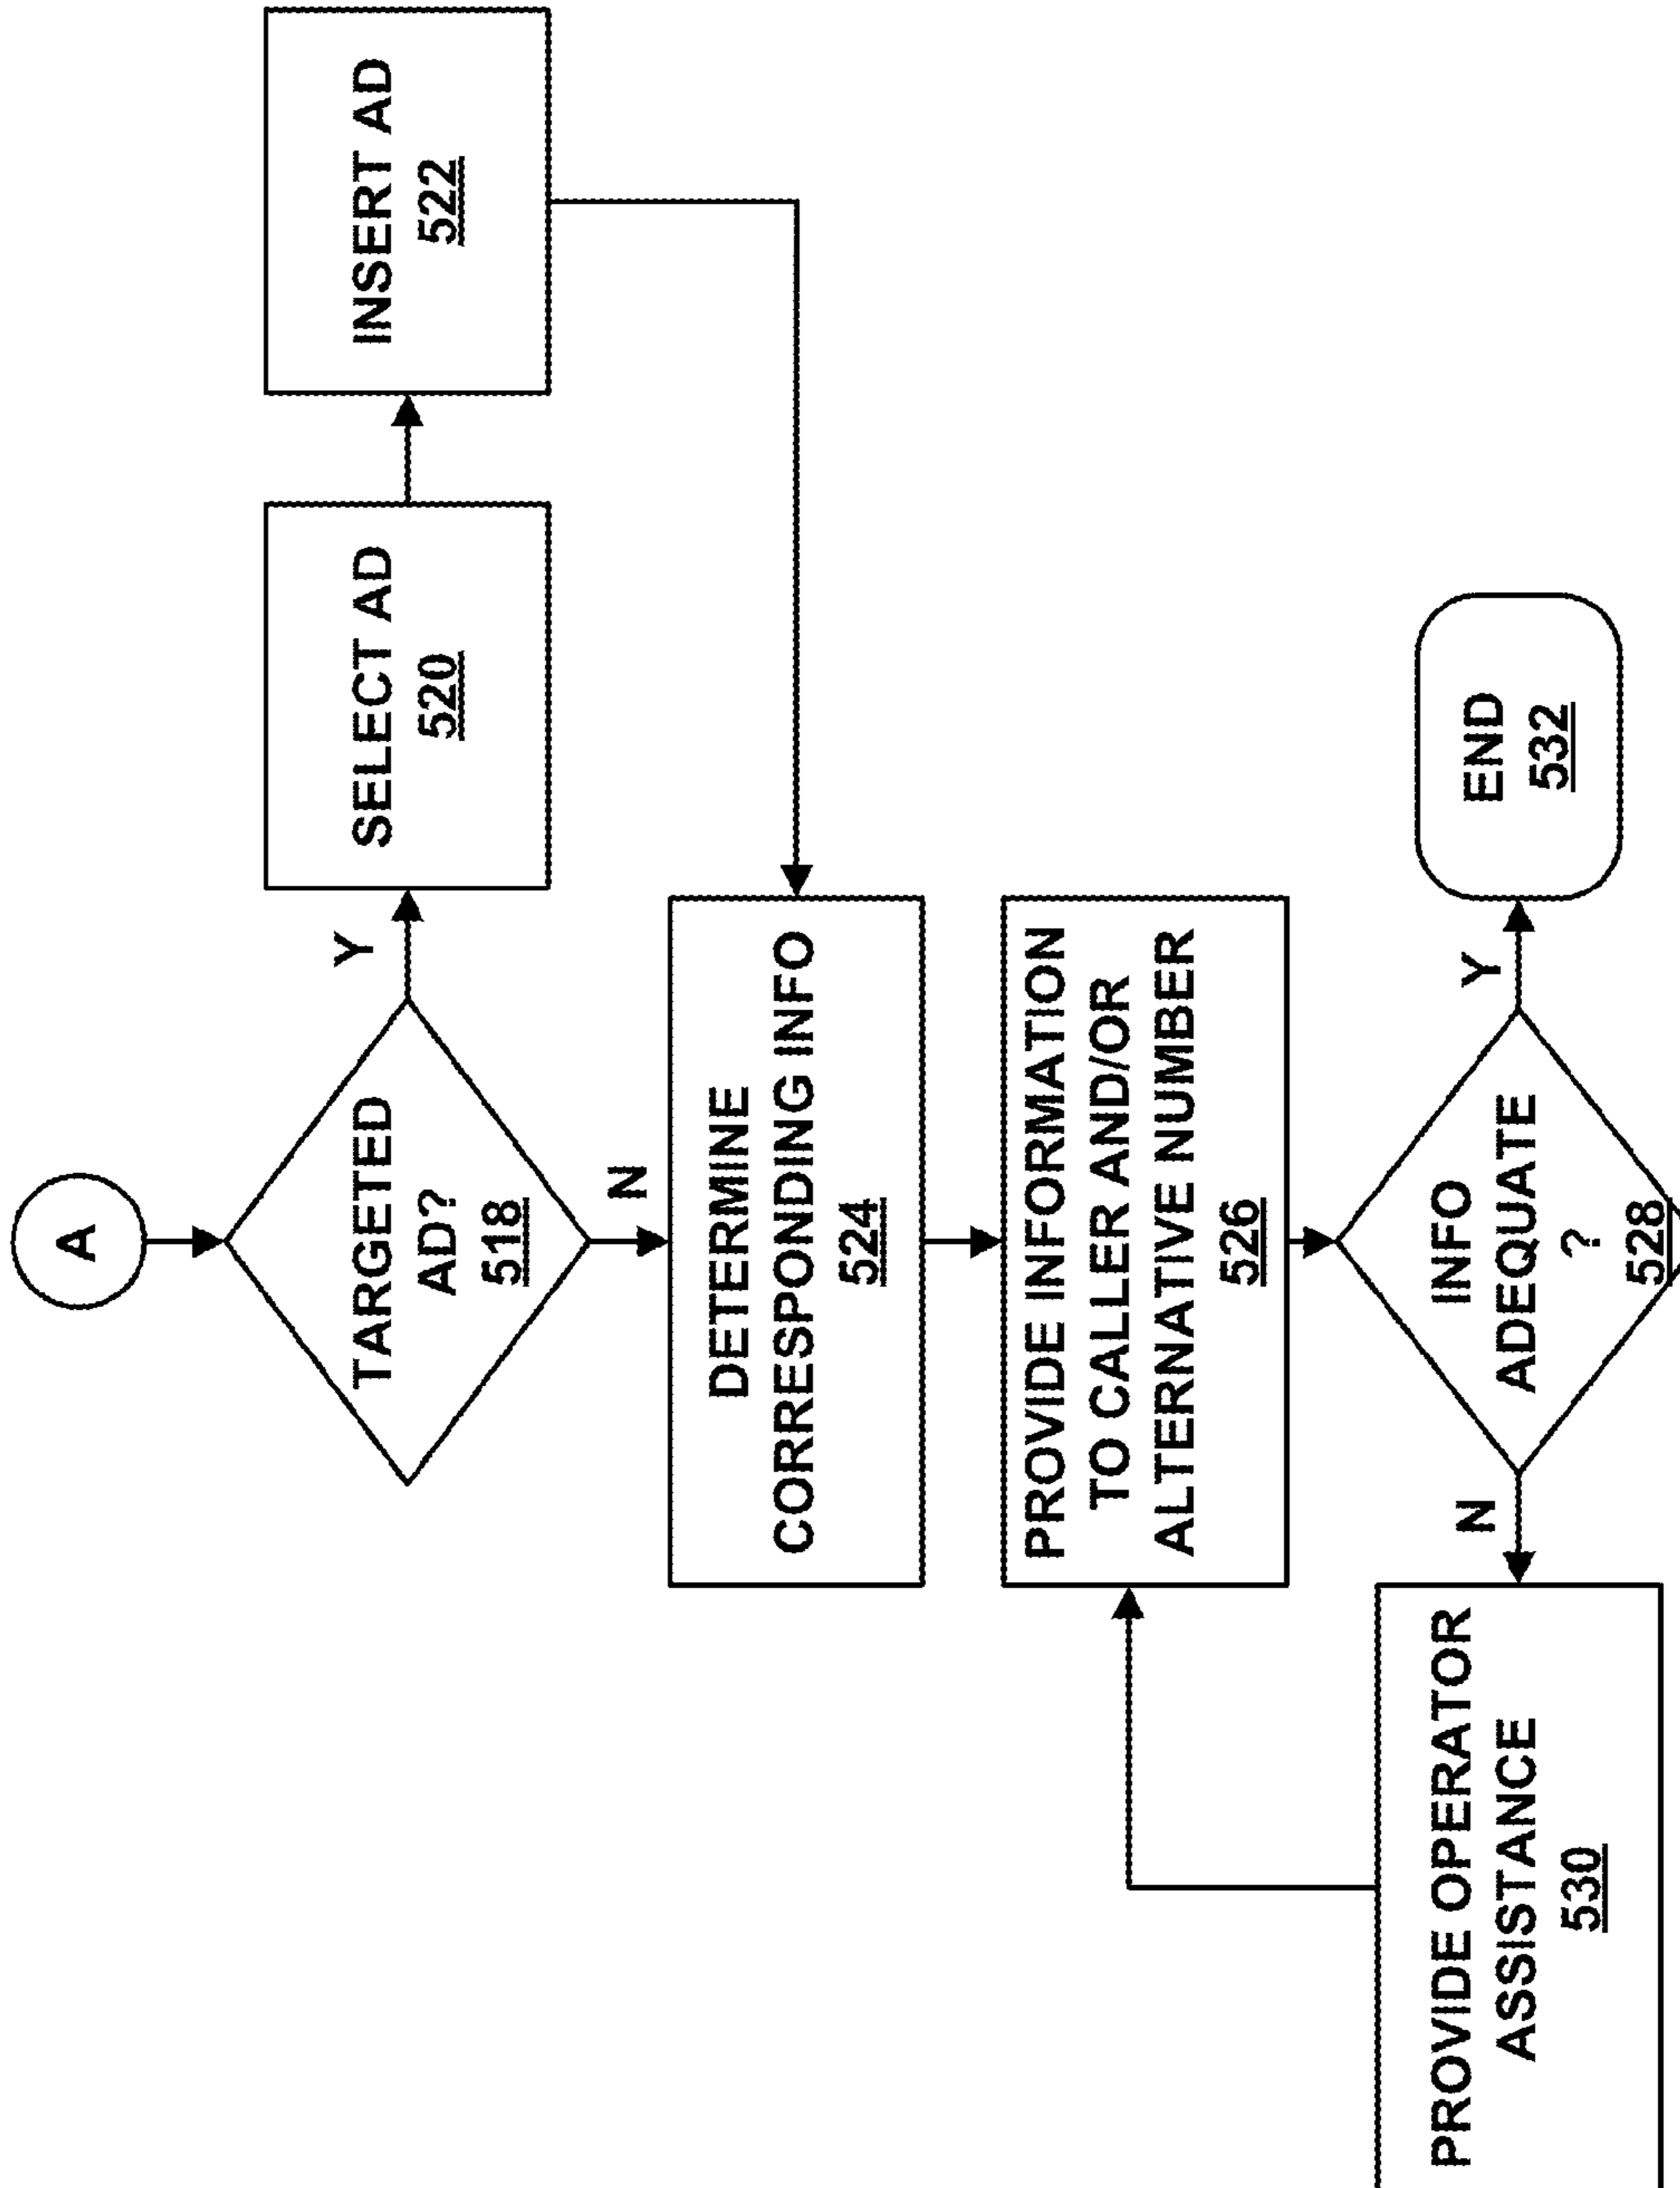 A
TARGETED
AD?
518
Y
SELECT AD
520
INSERT AD
522
N
DETERMINE
CORRESPONDING INFO
524
PROVIDE INFORMATION
TO CALLER AND/OR
ALTERNATIVE NUMBER
526
INFO
ADEQUATE
?
528
Y
END
532
N
PROVIDE OPERATOR
ASSISTANCE
530